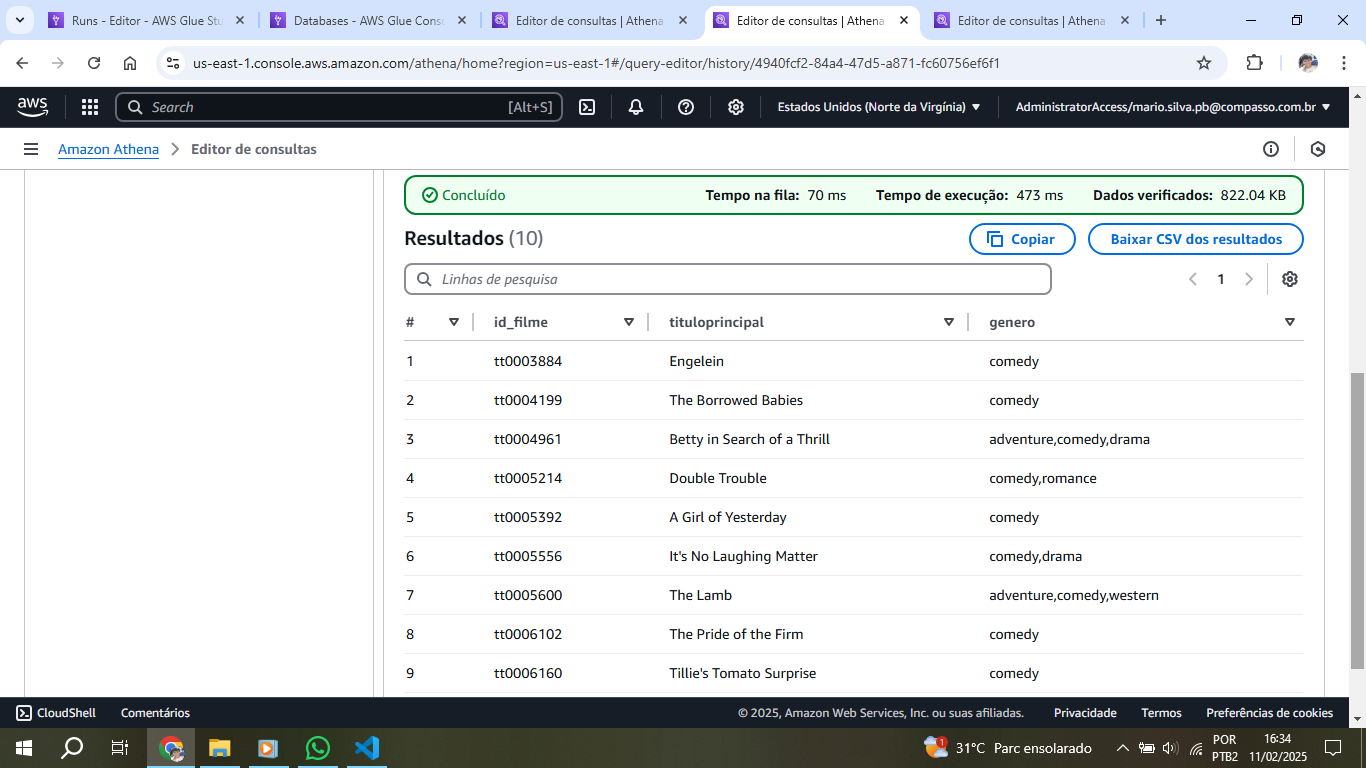 Runs - Editor - AWS Glue Stu
Databases - AWS Glue Conso
Editor de consultas | Athena
Editor de consultas | Athena
Editor de consultas | Athena
us-east-1.console.aws.amazon.com/athena/home?region=us-east-1#/query-editor/history/4940fcf2-84a4-47d5-a871-fc60756ef6f1
aws Search [Alt+S] Estados Unidos (Norte da Virgínia) AdministratorAccess/mario.silva.pb@compasso.com.br
Amazon Athena Editor de consultas
Concluído Tempo na fila: 70 ms Tempo de execução: 473 ms Dados verificados: 822.04 KB
Resultados (10) Copiar Baixar CSV dos resultados
Linhas de pesquisa 1
# id_filme tituloprincipal genero
1 tt0003884 Engelein comedy
2 tt0004199 The Borrowed Babies comedy
3 tt0004961 Betty in Search of a Thrill adventure,comedy,drama
4 tt0005214 Double Trouble comedy,romance
5 tt0005392 A Girl of Yesterday comedy
6 tt0005556 It's No Laughing Matter comedy,drama
7 tt0005600 The Lamb adventure,comedy,western
8 tt0006102 The Pride of the Firm comedy
9 tt0006160 Tillie's Tomato Surprise comedy
CloudShell Comentários © 2025, Amazon Web Services, Inc. ou suas afiliadas. Privacidade Termos Preferências de cookies
1 31°C Parc ensolarado POR 16:34
PTB2 11/02/2025